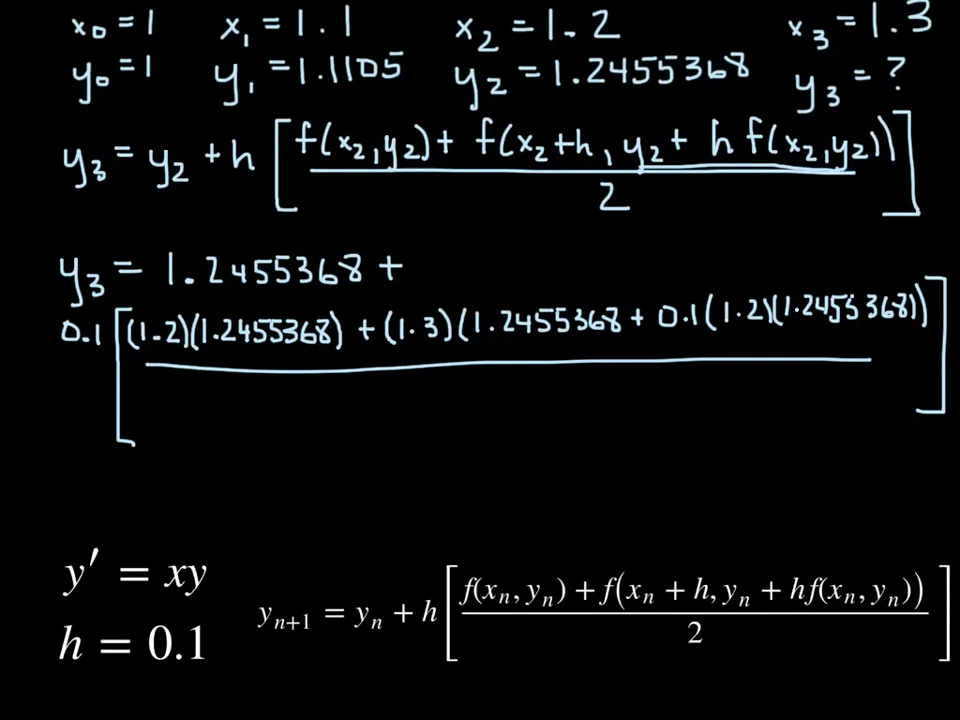 x₀ = 1 x₁ = 1.1 x₂ = 1.2 x₃ = 1.3
y₀ = 1 y₁ = 1.1105 y₂ = 1.2455368 y₃ = ?
y₃ = y₂ + h [ (f(x₂,y₂) + f(x₂+h, y₂ + h f(x₂,y₂))) / 2 ]
y₃ = 1.2455368 +
0.1 [ (1.2)(1.2455368) + (1.3)(1.2455368 + 0.1(1.2)(1.2455368)) ]
y′ = xy
h = 0.1
yₙ₊₁ = yₙ + h [ (f(xₙ, yₙ) + f(xₙ + h, yₙ + hf(xₙ, yₙ))) / 2 ]